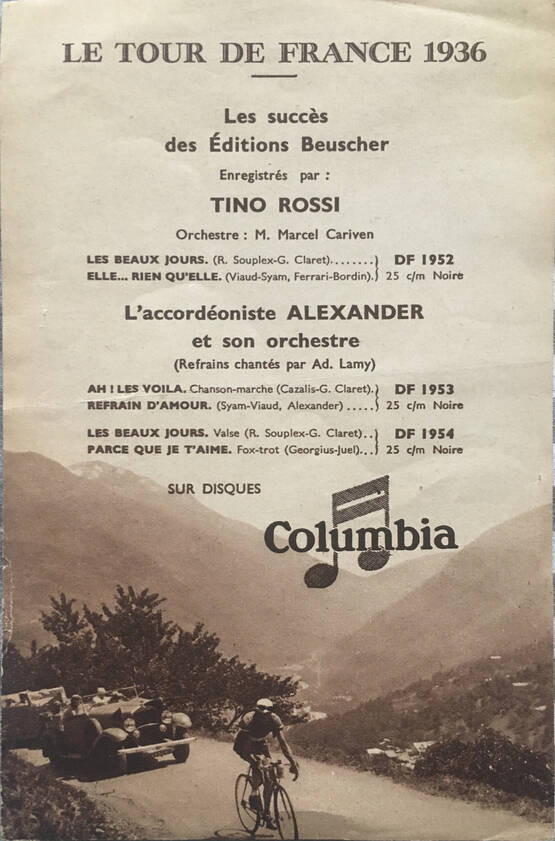 LE TOUR DE FRANCE 1936
Les succès
des Éditions Beuscher
Enregistrés par :
TINO ROSSI
Orchestre : M. Marcel Cariven
LES BEAUX JOURS. (R. Souplex-G. Claret)........} DF 1952
ELLE... RIEN QU'ELLE. (Viaud-Syam, Ferrari-Bordin).} 25 c/m Noire
L'accordéoniste ALEXANDER
et son orchestre
(Refrains chantés par Ad. Lamy)
AH ! LES VOILA. Chanson-marche (Cazalis-G. Claret).} DF 1953
REFRAIN D'AMOUR. (Syam-Viaud, Alexander) .....} 25 c/m Noire
LES BEAUX JOURS. Valse (R. Souplex-G. Claret)..} DF 1954
PARCE QUE JE T'AIME. Fox-trot (Georgius-Juel)...} 25 c/m Noire
SUR DISQUES
Columbia